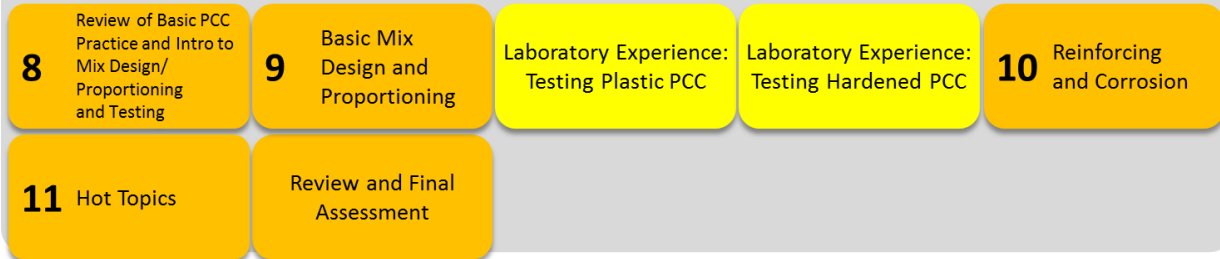 8
Review of Basic PCC
Practice and Intro to
Mix Design/
Proportioning
and Testing
9
Basic Mix
Design and
Proportioning
Laboratory Experience:
Testing Plastic PCC
Laboratory Experience:
Testing Hardened PCC
10
Reinforcing
and Corrosion
11
Hot Topics
Review and Final
Assessment